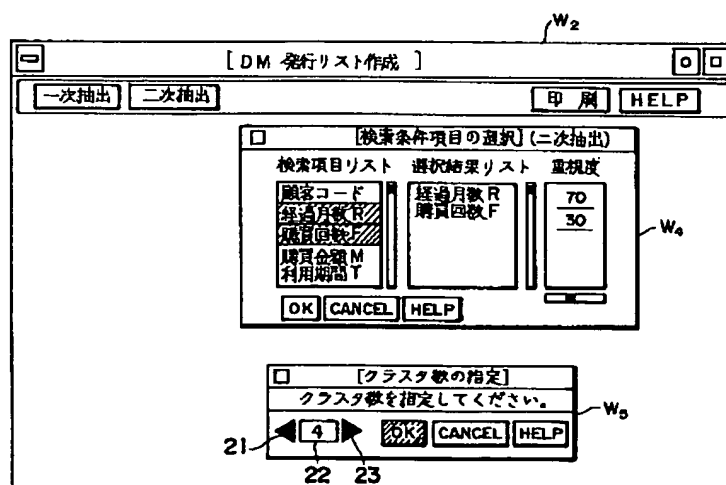 W2
[ DM 発行リスト作成 ]
一次抽出 二次抽出 印刷 HELP
[検索条件項目の選択] (二次抽出)
検索項目リスト 選択結果リスト 重視度
顧客コード 経過月数R 70
経過月数R 購買回数F 30
購買回数F
購買金額M
利用期間T
W4
OK CANCEL HELP
[クラスタ数の指定]
クラスタ数を指定してください。
W5
4 OK CANCEL HELP
21 22 23